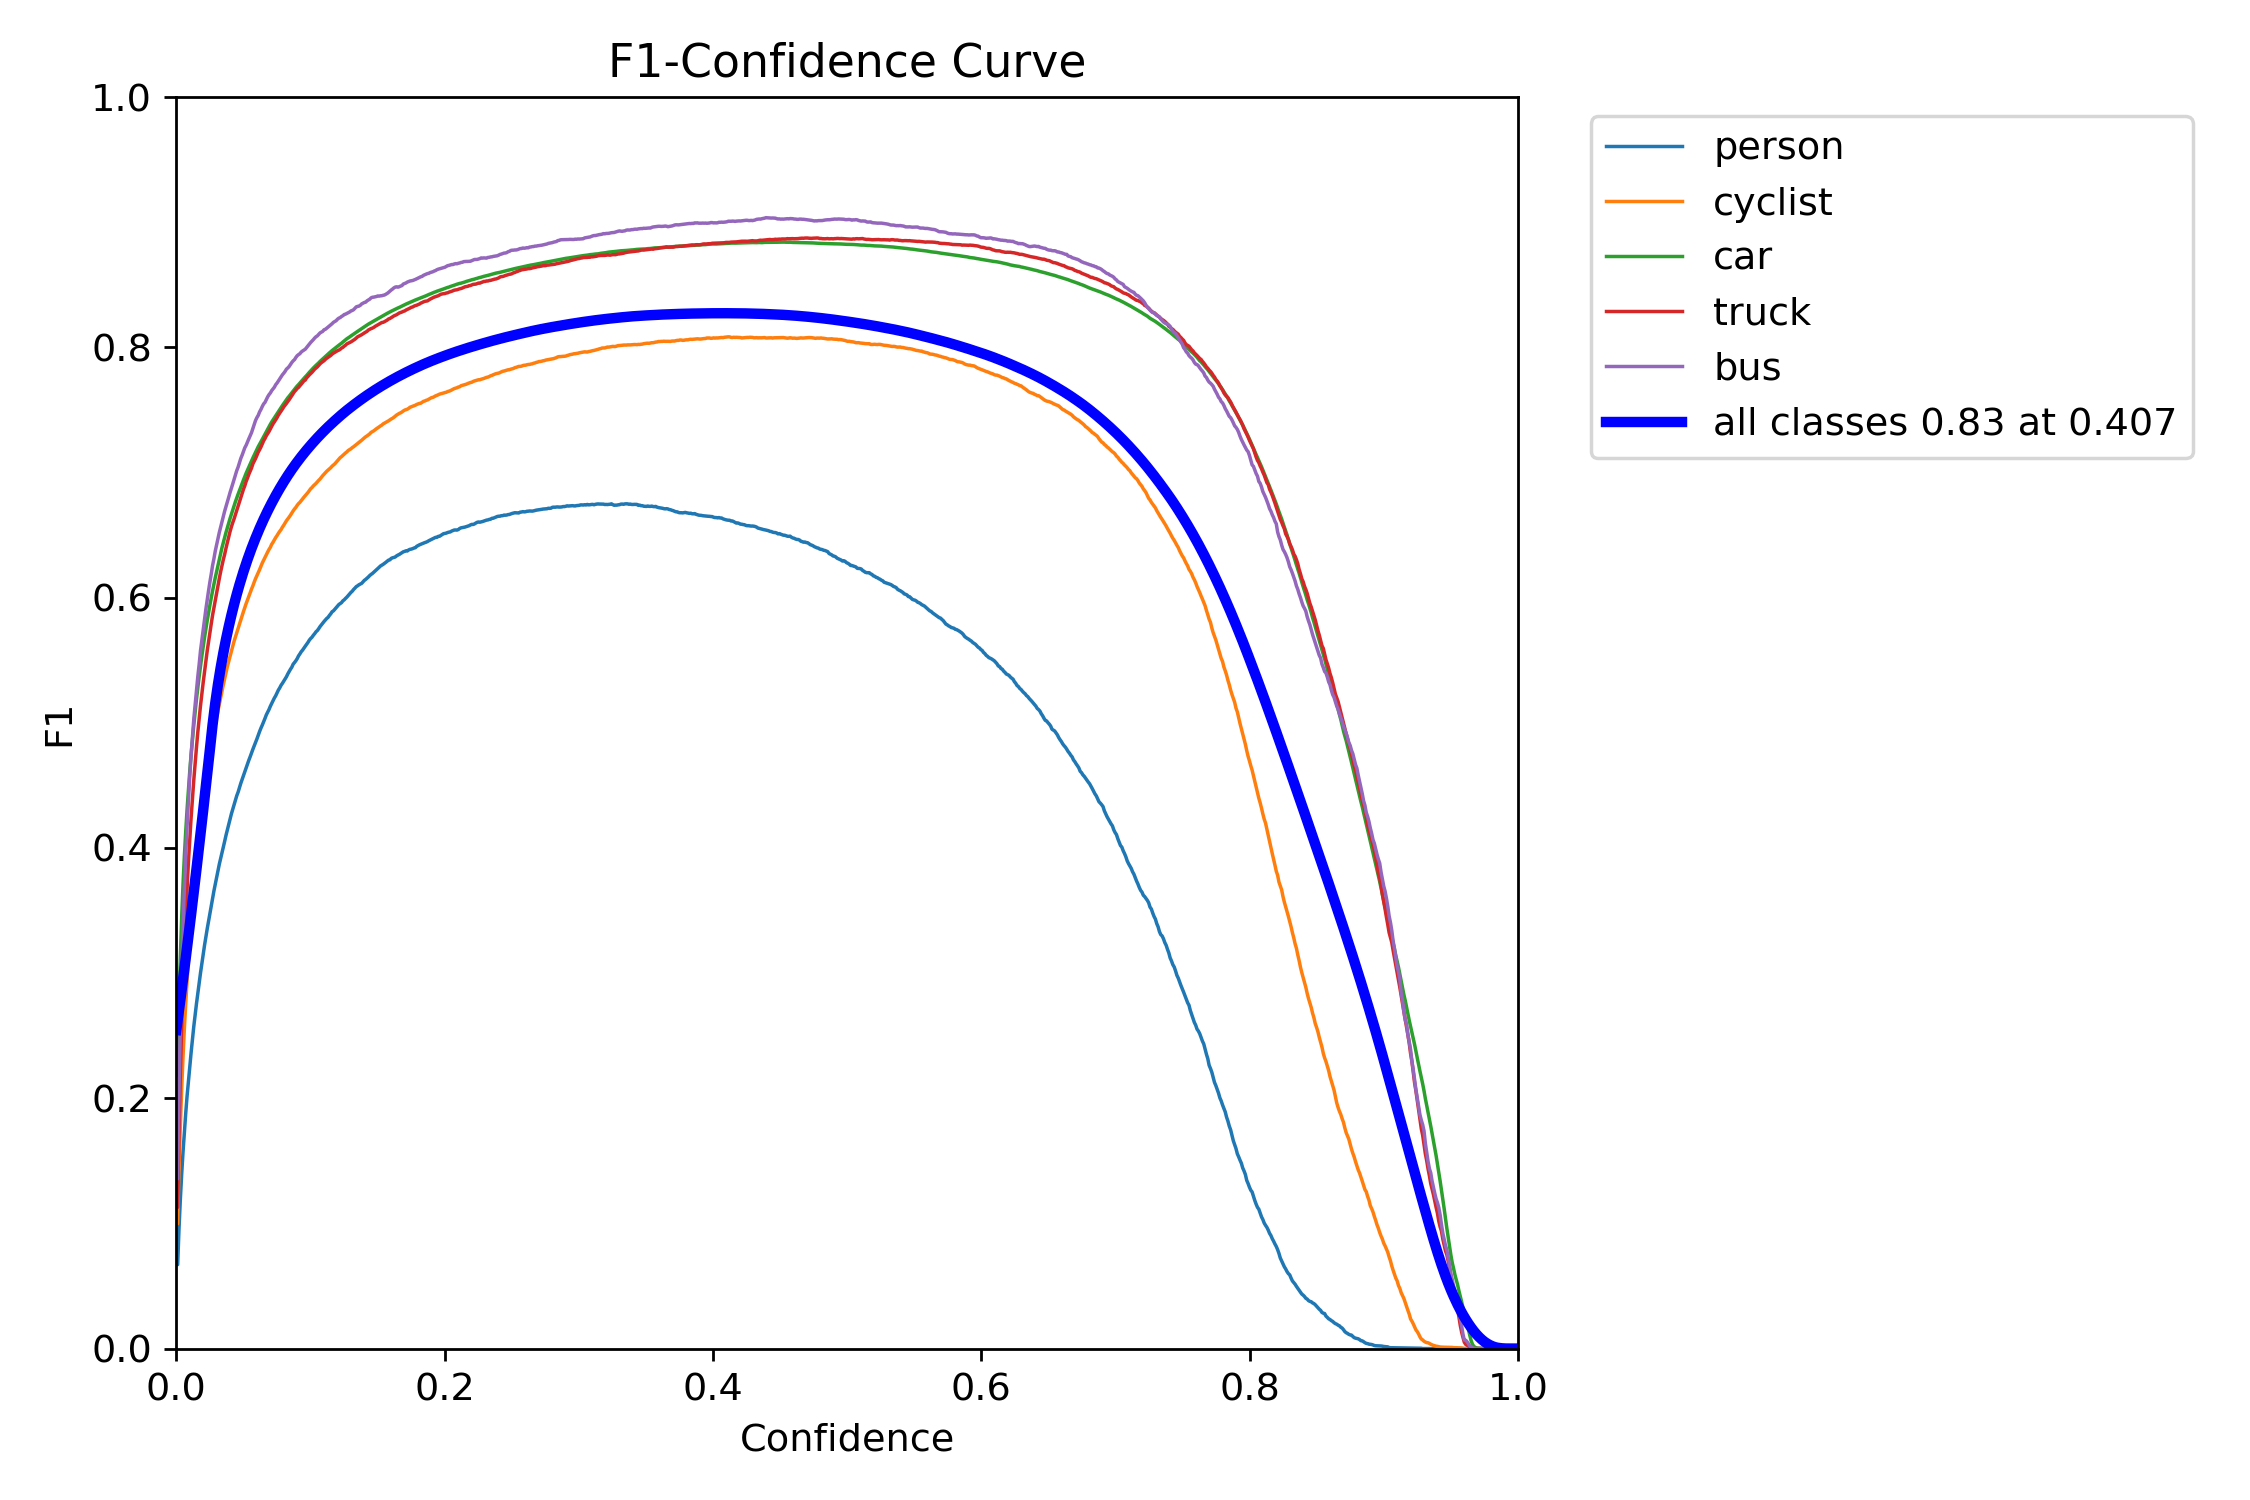 F1-Confidence Curve
1.0
0.8
0.6
0.4
0.2
0.0
F1
0.0 0.2 0.4 0.6 0.8 1.0
Confidence
person
cyclist
car
truck
bus
all classes 0.83 at 0.407